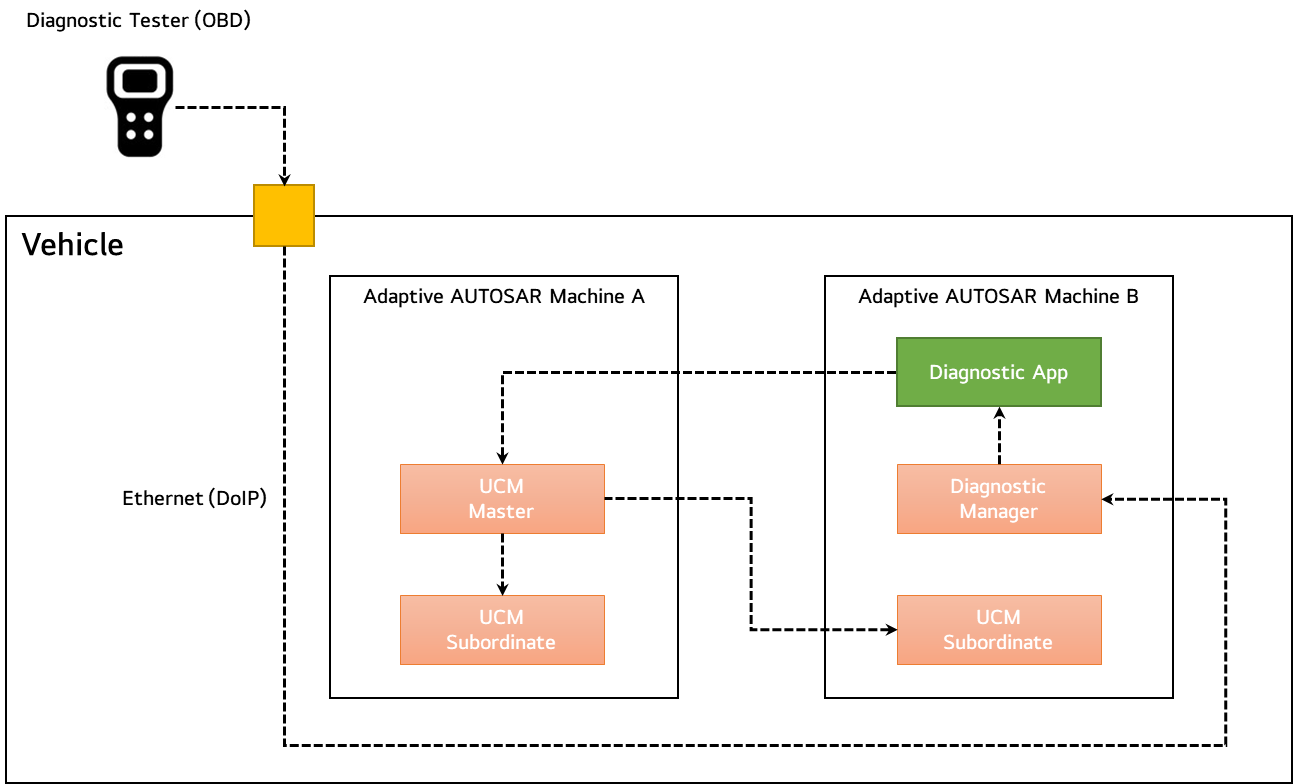 Diagnostic Tester (OBD)
Vehicle
Adaptive AUTOSAR Machine A
Adaptive AUTOSAR Machine B
Diagnostic App
Ethernet (DoIP)
UCM
Master
Diagnostic
Manager
UCM
Subordinate
UCM
Subordinate